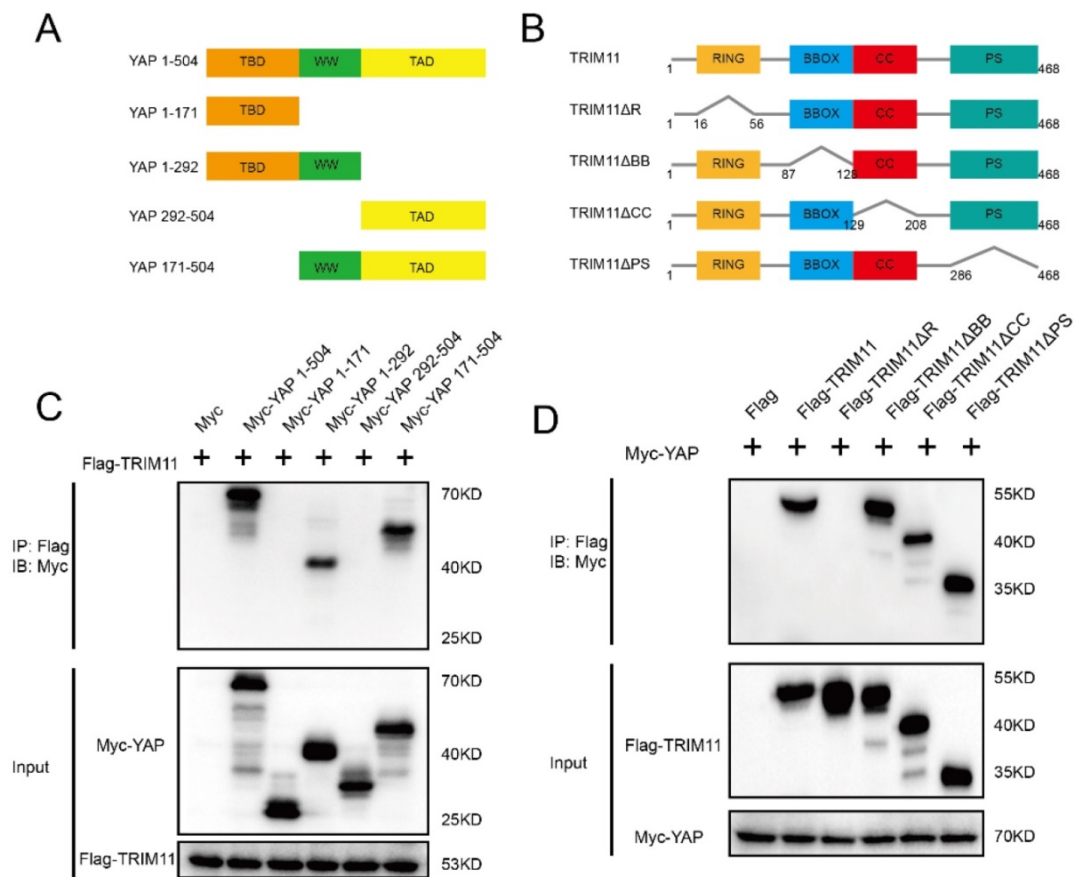 A
YAP 1-504 TBD WW TAD
YAP 1-171 TBD
YAP 1-292 TBD WW
YAP 292-504 TAD
YAP 171-504 WW TAD
B
TRIM11 RING BBOX CC PS
1 468
TRIM11ΔR BBOX CC PS
1 16 56 468
TRIM11ΔBB RING CC PS
1 87 126 468
TRIM11ΔCC RING BBOX PS
1 129 208 468
TRIM11ΔPS RING BBOX CC
1 286 468
C
Myc
Myc-YAP 1-504
Myc-YAP 1-171
Myc-YAP 1-292
Myc-YAP 292-504
Myc-YAP 171-504
Flag-TRIM11 + + + + + +
IP: Flag
IB: Myc
70KD
40KD
25KD
Input
Myc-YAP
70KD
40KD
25KD
Flag-TRIM11 53KD
D
Flag
Flag-TRIM11
Flag-TRIM11ΔR
Flag-TRIM11ΔBB
Flag-TRIM11ΔCC
Flag-TRIM11ΔPS
Myc-YAP + + + + + +
IP: Flag
IB: Myc
55KD
40KD
35KD
Input
Flag-TRIM11
55KD
40KD
35KD
Myc-YAP 70KD